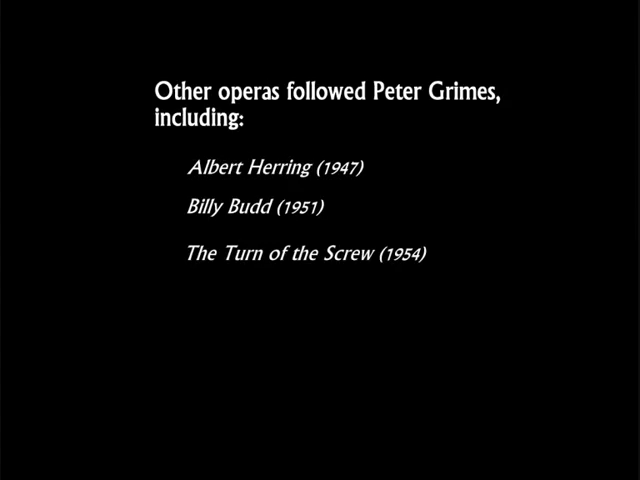 Other operas followed Peter Grimes,
including:
Albert Herring (1947)
Billy Budd (1951)
The Turn of the Screw (1954)